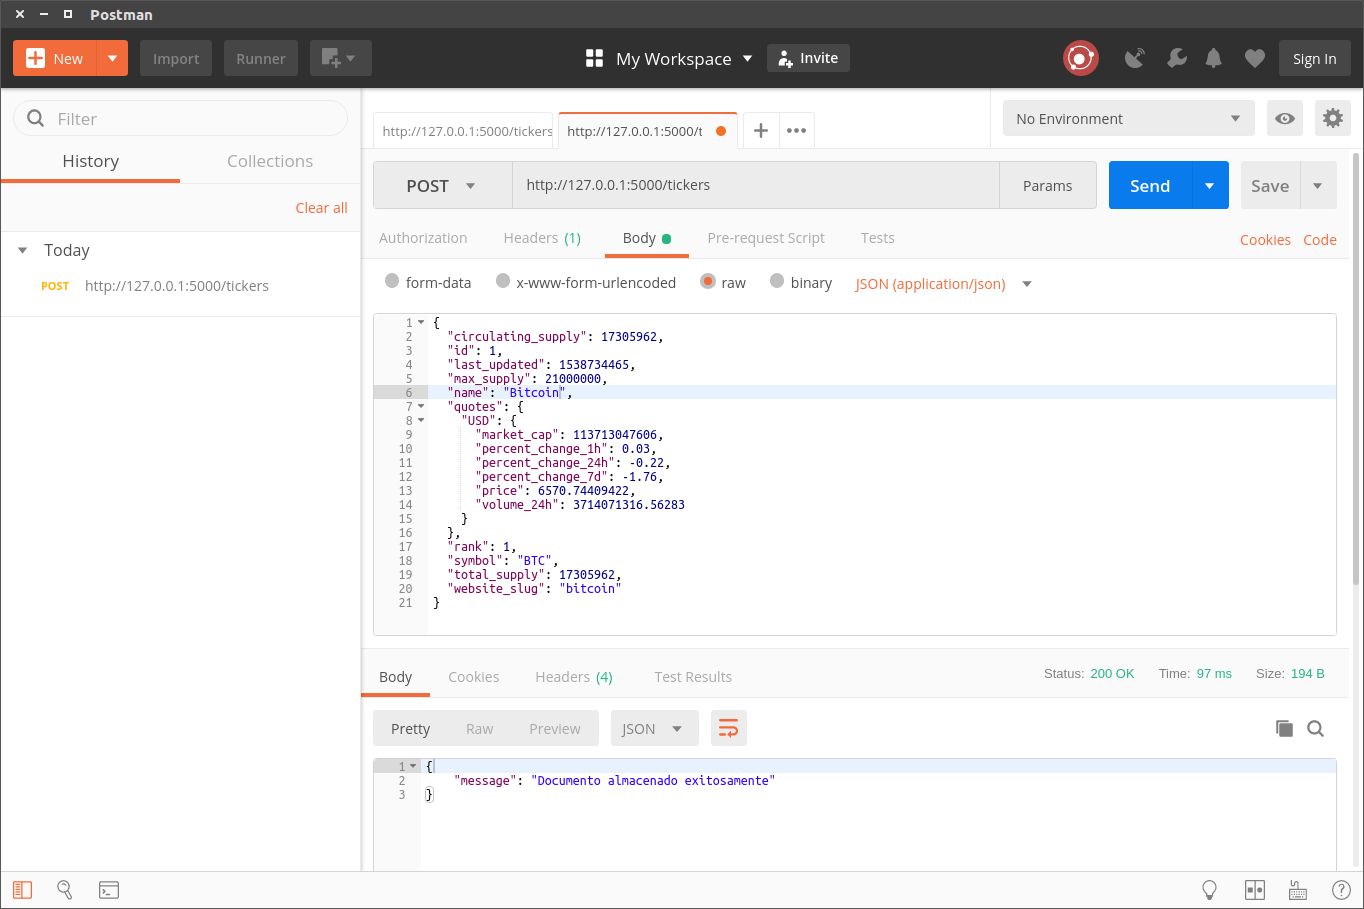 Postman
New
Import
Runner
My Workspace
Invite
Sign In
Filter
History
Collections
Clear all
Today
POST http://127.0.0.1:5000/tickers
http://127.0.0.1:5000/tickers
http://127.0.0.1:5000/t
No Environment
POST
http://127.0.0.1:5000/tickers
Params
Send
Save
Authorization
Headers (1)
Body
Pre-request Script
Tests
Cookies
Code
form-data
x-www-form-urlencoded
raw
binary
JSON (application/json)
1 {
2 "circulating_supply": 17305962,
3 "id": 1,
4 "last_updated": 1538734465,
5 "max_supply": 21000000,
6 "name": "Bitcoin",
7 "quotes": {
8 "USD": {
9 "market_cap": 113713047606,
10 "percent_change_1h": 0.03,
11 "percent_change_24h": -0.22,
12 "percent_change_7d": -1.76,
13 "price": 6570.74409422,
14 "volume_24h": 3714071316.56283
15 }
16 },
17 "rank": 1,
18 "symbol": "BTC",
19 "total_supply": 17305962,
20 "website_slug": "bitcoin"
21 }
Body
Cookies
Headers (4)
Test Results
Status: 200 OK
Time: 97 ms
Size: 194 B
Pretty
Raw
Preview
JSON
1 {
2 "message": "Documento almacenado exitosamente"
3 }